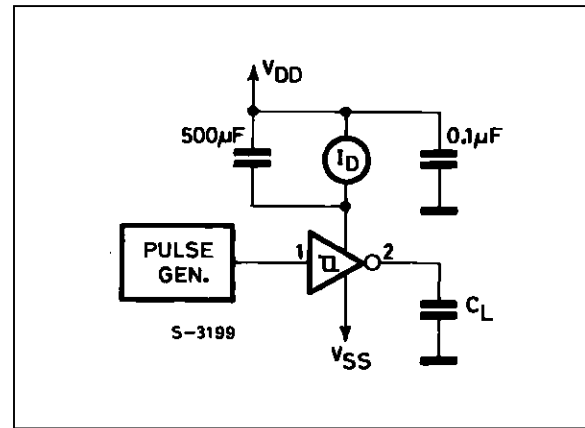 VDD
500µF
ID
0.1µF
PULSE
GEN.
1
2
CL
S-3199
VSS